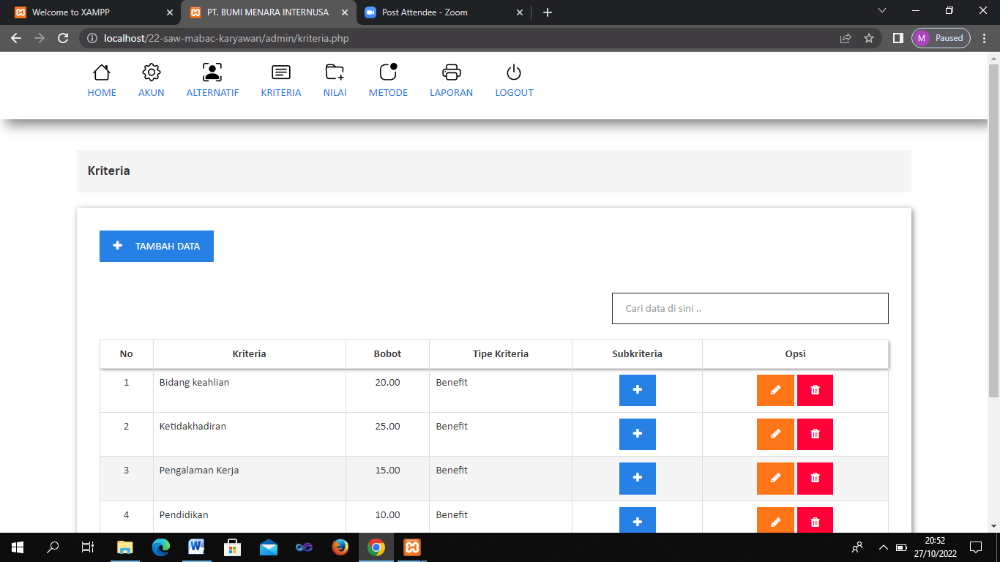 Welcome to XAMPP
PT. BUMI MENARA INTERNUSA
Post Attendee - Zoom
localhost/22-saw-mabac-karyawan/admin/kriteria.php
M Paused
HOME AKUN ALTERNATIF KRITERIA NILAI METODE LAPORAN LOGOUT
Kriteria
TAMBAH DATA
Cari data di sini ..
No Kriteria Bobot Tipe Kriteria Subkriteria Opsi
1 Bidang keahlian 20.00 Benefit
2 Ketidakhadiran 25.00 Benefit
3 Pengalaman Kerja 15.00 Benefit
4 Pendidikan 10.00 Benefit
20:52
27/10/2022